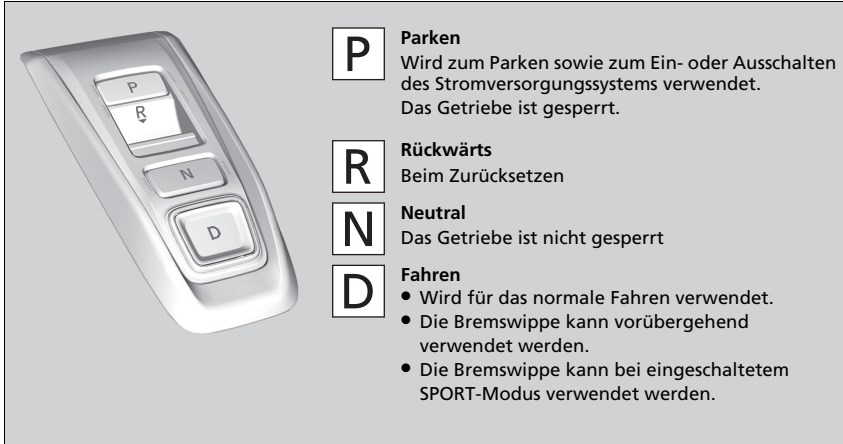 P
R
N
D
P
Parken
Wird zum Parken sowie zum Ein- oder Ausschalten
des Stromversorgungssystems verwendet.
Das Getriebe ist gesperrt.
R
Rückwärts
Beim Zurücksetzen
N
Neutral
Das Getriebe ist nicht gesperrt
D
Fahren
● Wird für das normale Fahren verwendet.
● Die Bremswippe kann vorübergehend
verwendet werden.
● Die Bremswippe kann bei eingeschaltetem
SPORT-Modus verwendet werden.